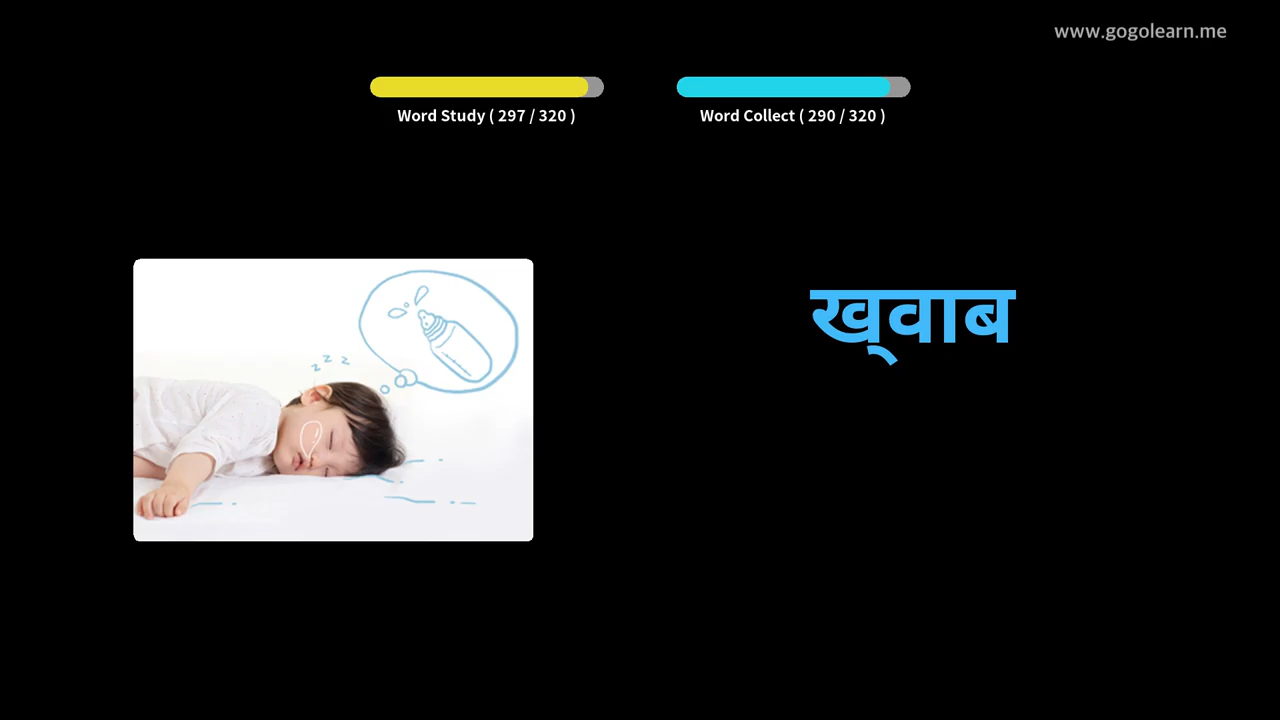 www.gogolearn.me
Word Study ( 297 / 320 )
Word Collect ( 290 / 320 )
z z z
ख्‌वाब